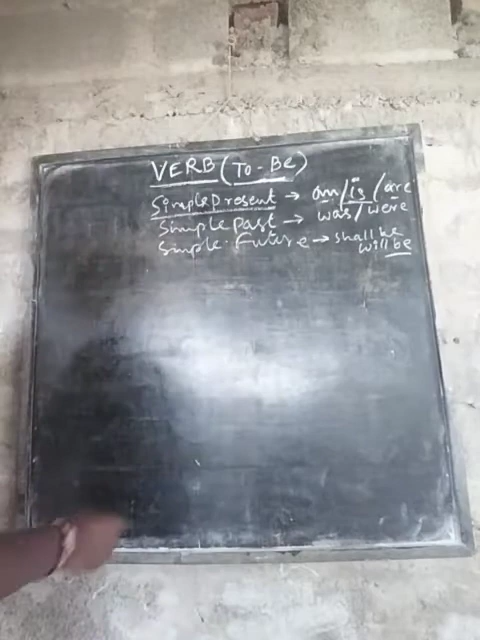 VERB (TO-Be)
Simple present → am/is/are
Simple past → was/were
Simple Future → shall be
will be